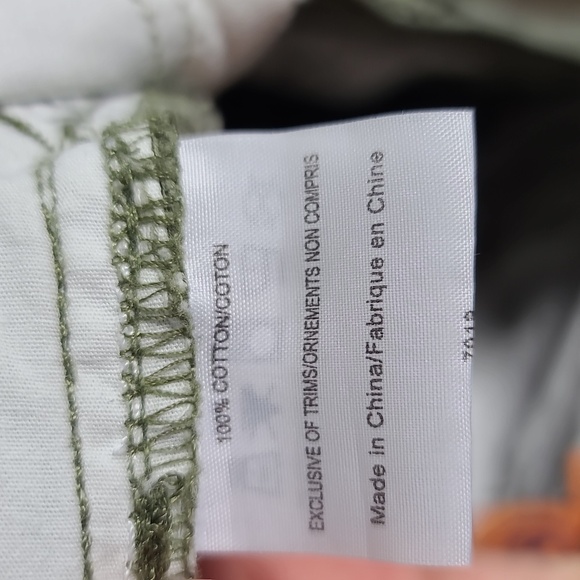 100% COTTON/COTON
EXCLUSIVE OF TRIMS/ORNEMENTS NON COMPRIS
Made in China/Fabrique en Chine